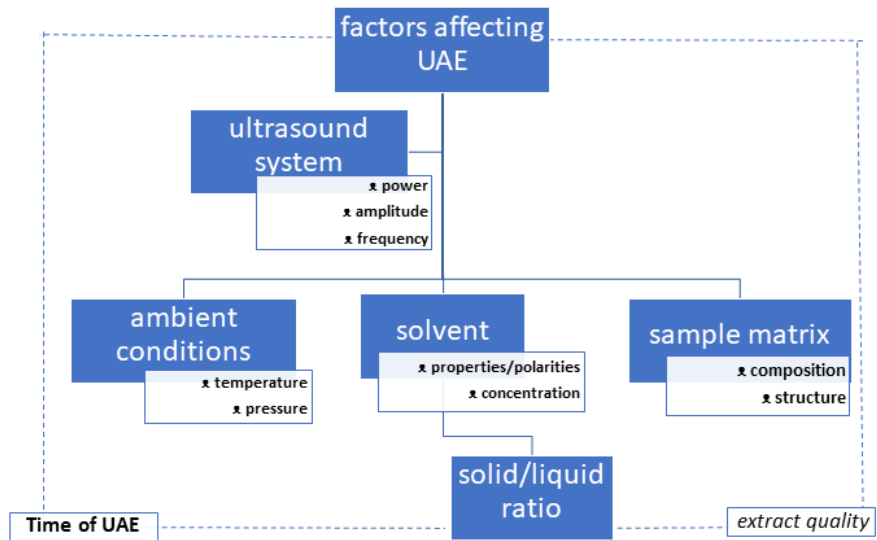 factors affecting
UAE
ultrasound
system
ᴥ power
ᴥ amplitude
ᴥ frequency
ambient
conditions
ᴥ temperature
ᴥ pressure
solvent
ᴥ properties/polarities
ᴥ concentration
sample matrix
ᴥ composition
ᴥ structure
solid/liquid
ratio
Time of UAE
extract quality